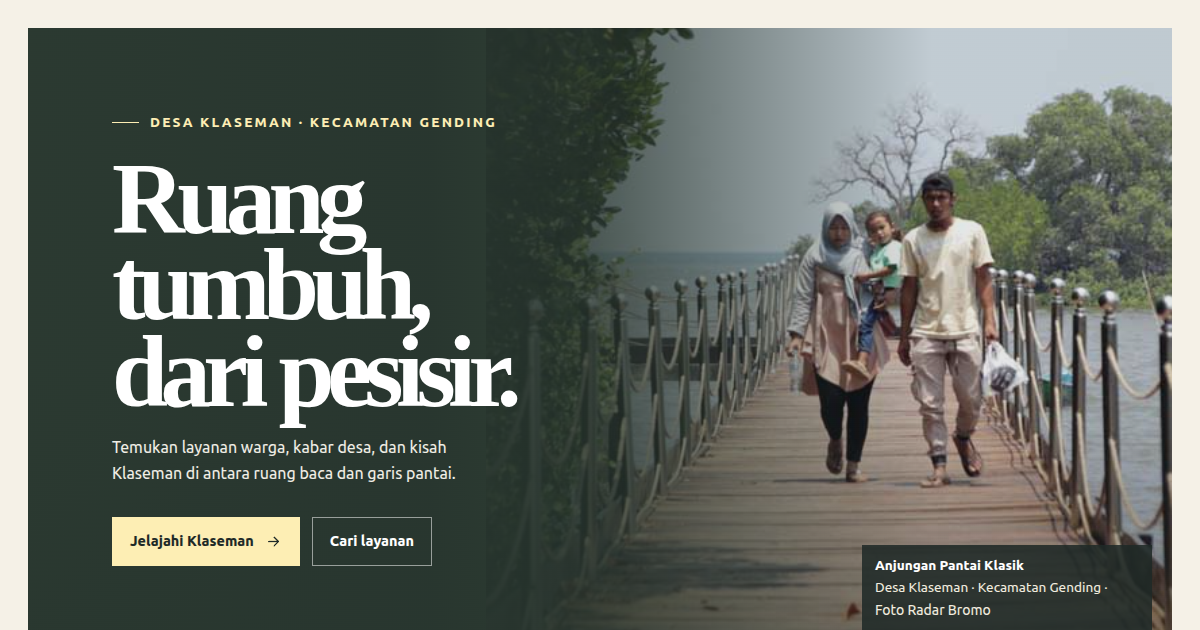 DESA KLASEMAN · KECAMATAN GENDING
Ruang
tumbuh,
dari pesisir.
Temukan layanan warga, kabar desa, dan kisah
Klaseman di antara ruang baca dan garis pantai.
Jelajahi Klaseman →
Cari layanan
Anjungan Pantai Klasik
Desa Klaseman · Kecamatan Gending ·
Foto Radar Bromo